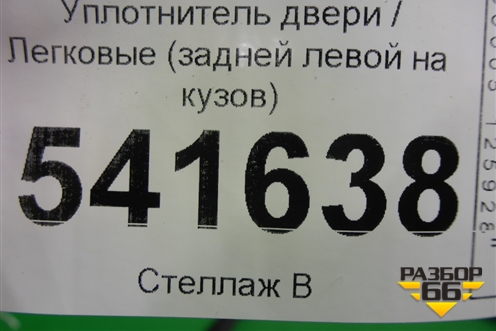 Уплотнитель двери /
Легковые (задней левой на
кузов)
541638
Стеллаж В
РАЗБОР
66